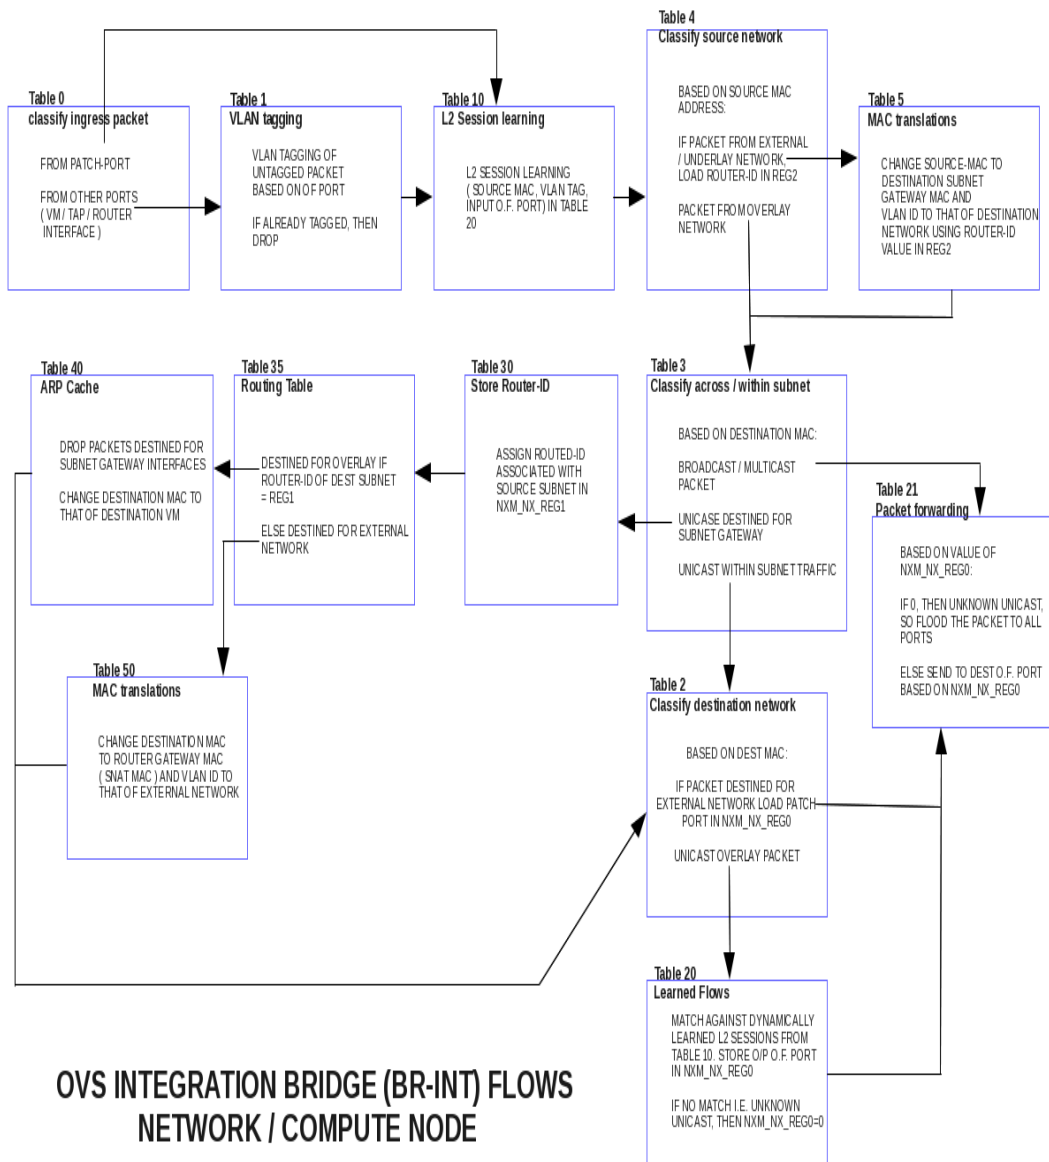 Table 0
classify ingress packet
FROM PATCH-PORT
FROM OTHER PORTS
( VM / TAP / ROUTER
INTERFACE )
Table 1
VLAN tagging
VLAN TAGGING OF
UNTAGGED PACKET
BASED ON OF PORT
IF ALREADY TAGGED, THEN
DROP
Table 10
L2 Session learning
L2 SESSION LEARNING
( SOURCE MAC, VLAN TAG,
INPUT O.F. PORT) IN TABLE
20
Table 4
Classify source network
BASED ON SOURCE MAC
ADDRESS:
IF PACKET FROM EXTERNAL
/ UNDERLAY NETWORK,
LOAD ROUTER-ID IN REG2
PACKET FROM OVERLAY
NETWORK
Table 5
MAC translations
CHANGE SOURCE-MAC TO
DESTINATION SUBNET
GATEWAY MAC AND
VLAN ID TO THAT OF DESTINATION
NETWORK USING ROUTER-ID
VALUE IN REG2
Table 40
ARP Cache
DROP PACKETS DESTINED FOR
SUBNET GATEWAY INTERFACES
CHANGE DESTINATION MAC TO
THAT OF DESTINATION VM
Table 35
Routing Table
DESTINED FOR OVERLAY IF
ROUTER-ID OF DEST SUBNET
= REG1
ELSE DESTINED FOR EXTERNAL
NETWORK
Table 30
Store Router-ID
ASSIGN ROUTED-ID
ASSOCIATED WITH
SOURCE SUBNET IN
NXM_NX_REG1
Table 3
Classify across / within subnet
BASED ON DESTINATION MAC:
BROADCAST / MULTICAST
PACKET
UNICASE DESTINED FOR
SUBNET GATEWAY
UNICAST WITHIN SUBNET TRAFFIC
Table 21
Packet forwarding
BASED ON VALUE OF
NXM_NX_REG0:
IF 0, THEN UNKNOWN UNICAST,
SO FLOOD THE PACKET TO ALL
PORTS
ELSE SEND TO DEST O.F. PORT
BASED ON NXM_NX_REG0
Table 50
MAC translations
CHANGE DESTINATION MAC
TO ROUTER GATEWAY MAC
( SNAT MAC ) AND VLAN ID TO
THAT OF EXTERNAL NETWORK
Table 2
Classify destination network
BASED ON DEST MAC:
IF PACKET DESTINED FOR
EXTERNAL NETWORK LOAD PATCH
PORT IN NXM_NX_REG0
UNICAST OVERLAY PACKET
Table 20
Learned Flows
MATCH AGAINST DYNAMICALLY
LEARNED L2 SESSIONS FROM
TABLE 10. STORE O/P O.F. PORT
IN NXM_NX_REG0
IF NO MATCH I.E. UNKNOWN
UNICAST, THEN NXM_NX_REG0=0
OVS INTEGRATION BRIDGE (BR-INT) FLOWS
NETWORK / COMPUTE NODE